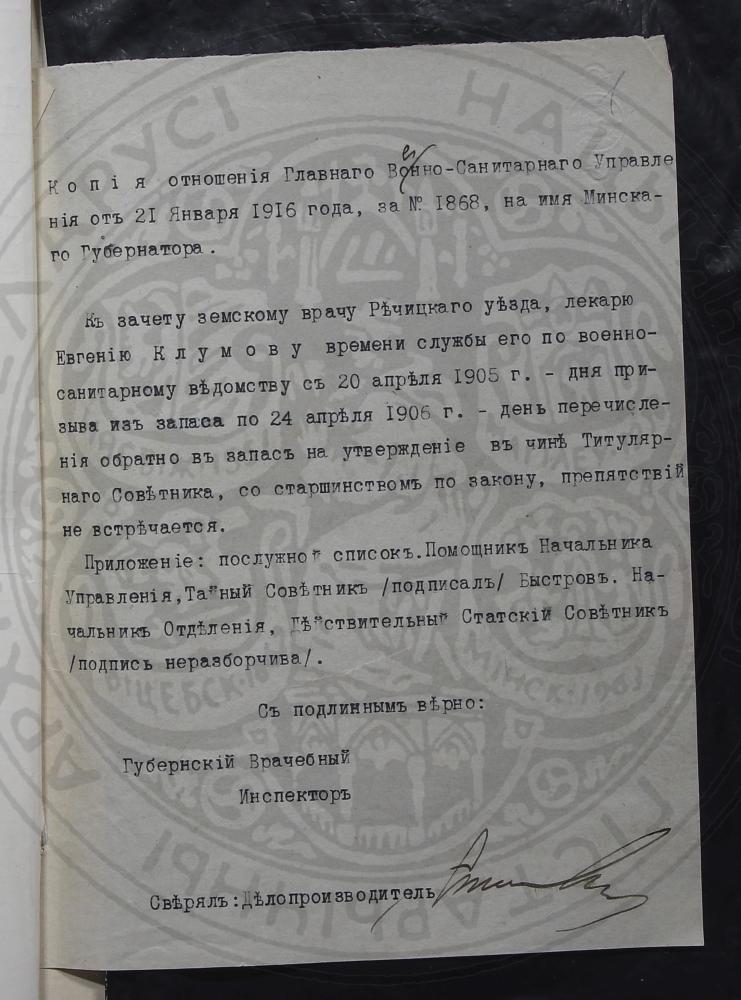 Копія отношенія Главнаго Военно-Санитарнаго Управле
нія отъ 21 Января 1916 года, за № 1868, на имя Минска-
го Губернатора.
Къ зачету земскому врачу Рѣчицкаго уѣзда, лекарю
Евгенію Клумову времени службы его по военно-
санитарному вѣдомству съ 20 апрѣля 1905 г. - дня при-
зыва изъ запаса по 24 апрѣля 1906 г. - день перечисле-
нія обратно въ запасъ на утвержденіе въ чинѣ Титуляр-
наго Совѣтника, со старшинствомъ по закону, препятствій
не встрѣчается.
Приложеніе: послужной списокъ. Помощникъ Начальника
Управленія, Тайный Совѣтникъ /подписалъ/ Быстровъ. На-
чальникъ Отдѣленія, Дѣйствительный Статскій Совѣтникъ
/подпись неразборчива/.
Съ подлиннымъ вѣрно:
Губернскій Врачебный
Инспекторъ
Свѣрялъ: Дѣлопроизводитель